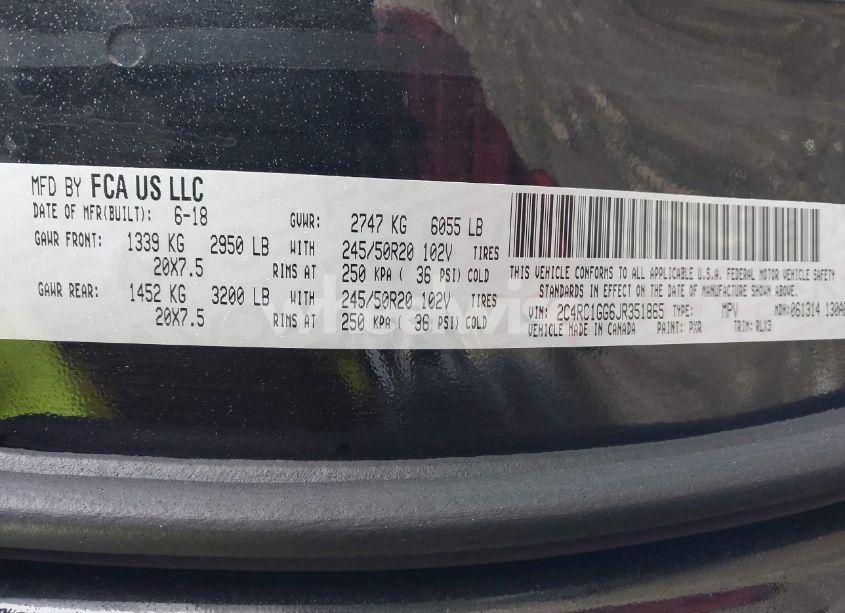 MFD BY FCA US LLC
DATE OF MFR(BUILT): 6-18 GVWR: 2747 KG 6055 LB
GAWR FRONT: 1339 KG 2950 LB WITH 245/50R20 102V TIRES
20X7.5 RIMS AT 250 KPA ( 36 PSI) COLD
GAWR REAR: 1452 KG 3200 LB WITH 245/50R20 102V TIRES
20X7.5 RIMS AT 250 KPA ( 36 PSI) COLD
THIS VEHICLE CONFORMS TO ALL APPLICABLE U.S.A. FEDERAL MOTOR VEHICLE SAFETY
STANDARDS IN EFFECT ON THE DATE OF MANUFACTURE SHOWN ABOVE.
VIN: 2C4RC1GG6JR351865 TYPE: MPV MDH: 061314
VEHICLE MADE IN CANADA PAINT: PXR TRIM: RLX3